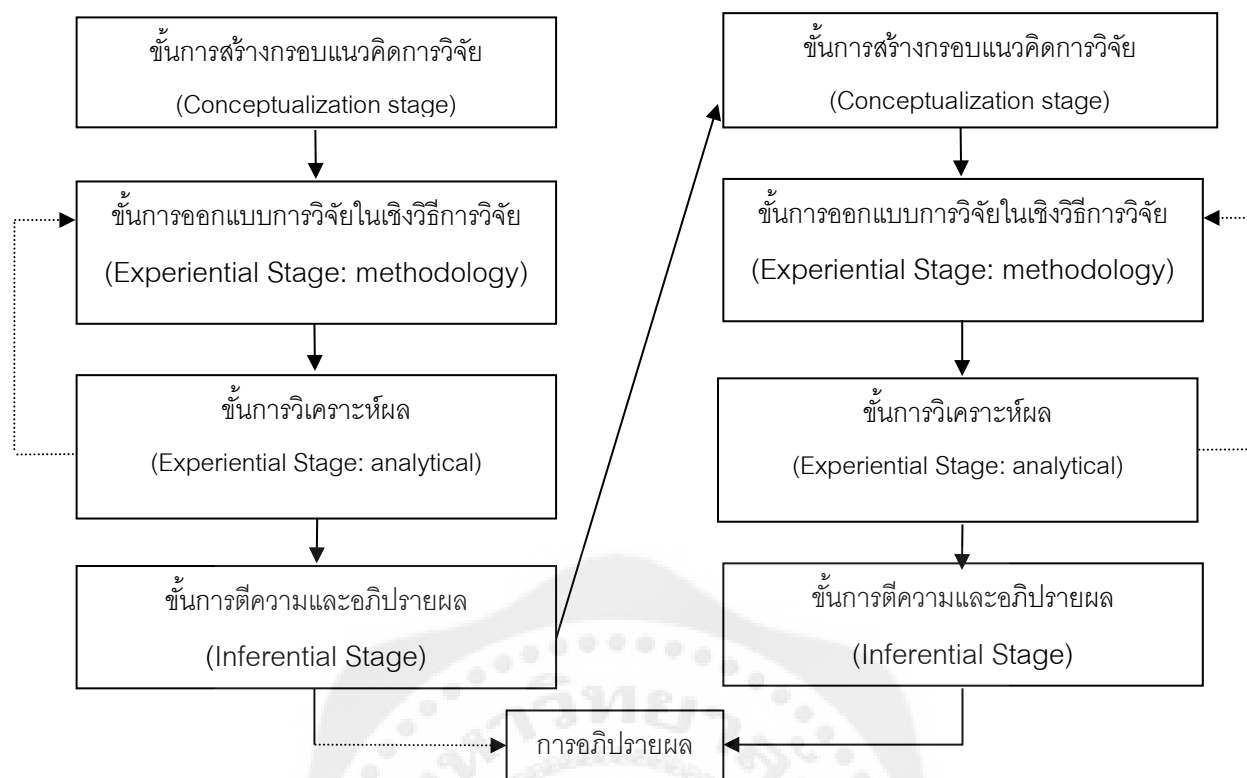 ขั้นการสร้างกรอบแนวคิดการวิจัย
(Conceptualization stage)
ขั้นการออกแบบการวิจัยในเชิงวิธีการวิจัย
(Experiential Stage: methodology)
ขั้นการวิเคราะห์ผล
(Experiential Stage: analytical)
ขั้นการตีความและอภิปรายผล
(Inferential Stage)
ขั้นการสร้างกรอบแนวคิดการวิจัย
(Conceptualization stage)
ขั้นการออกแบบการวิจัยในเชิงวิธีการวิจัย
(Experiential Stage: methodology)
ขั้นการวิเคราะห์ผล
(Experiential Stage: analytical)
ขั้นการตีความและอภิปรายผล
(Inferential Stage)
การอภิปรายผล